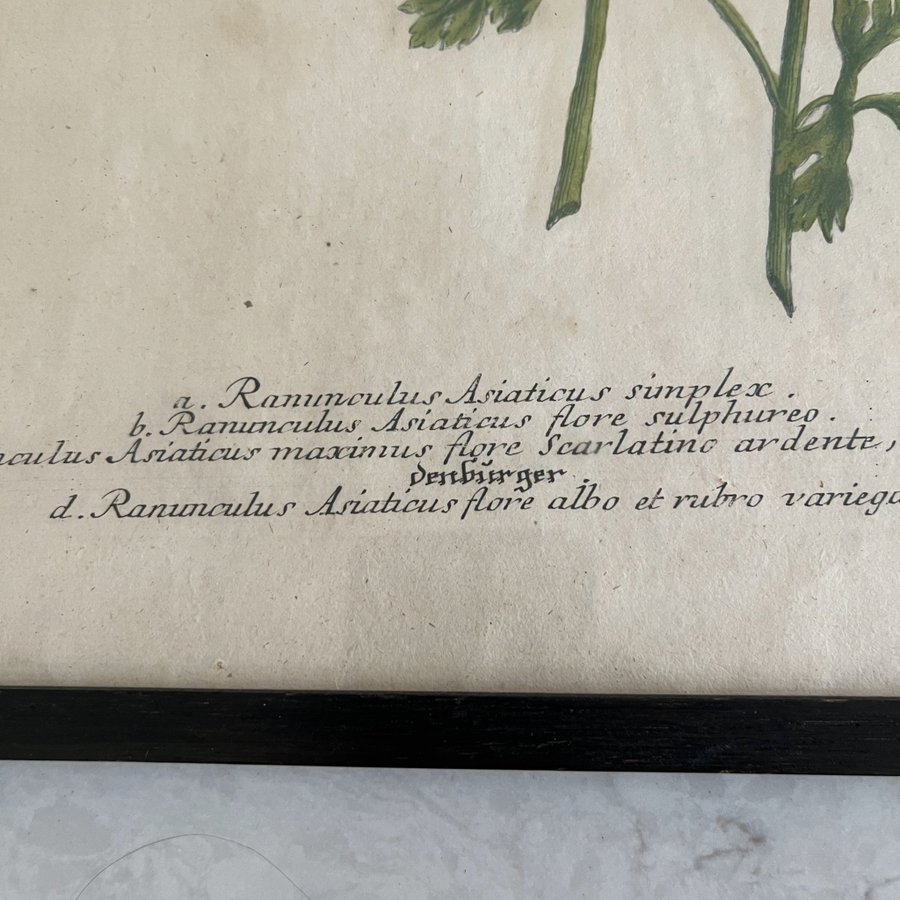 a. Ranunculus Asiaticus simplex.
b. Ranunculus Asiaticus flore sulphureo.
nculus Asiaticus maximus flore Scarlatino ardente,
denbürger.
d. Ranunculus Asiaticus flore albo et rubro variega